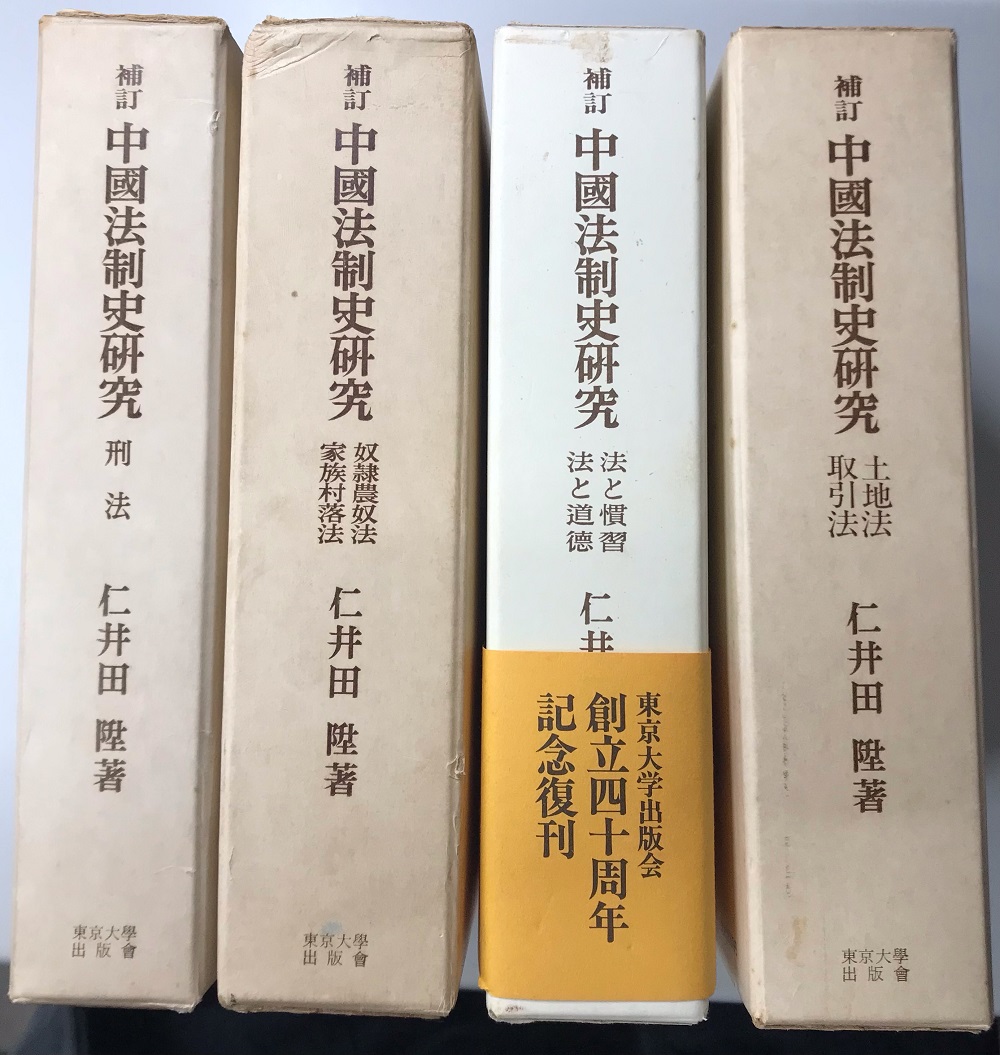 補訂
中國法制史研究
刑法
仁井田 陞著
東京大學
出版會
補訂
中國法制史研究
奴隷農奴法
家族村落法
仁井田 陞著
東京大學
出版會
補訂
中國法制史研究
法と慣習
法と道德
仁井
東京大学出版会
創立四十周年
記念復刊
補訂
中國法制史研究
土地法
取引法
仁井田 陞著
東京大學
出版會